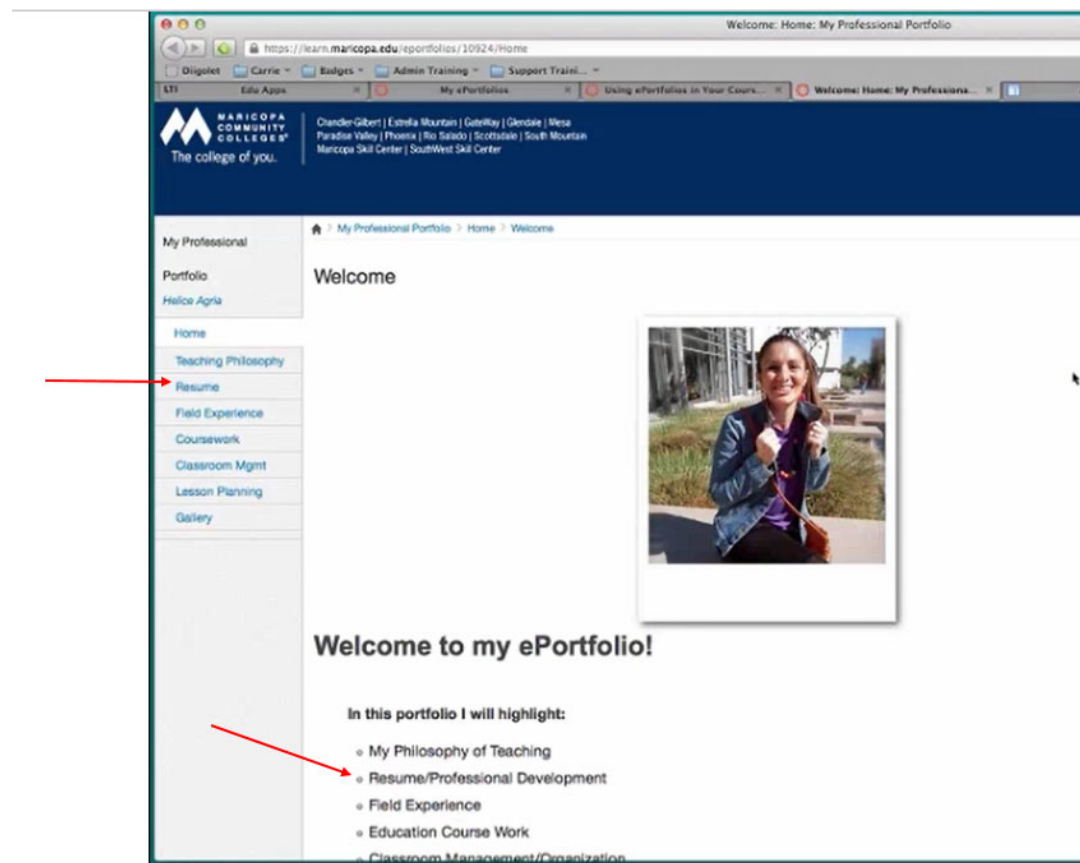 Welcome: Home: My Professional Portfolio
https://learn.maricopa.edu/eportfolios/10924/Home
Diigolet Carrie Badges Admin Training Support Traini...
LTI Edu Apps My ePortfolios Using ePortfolios in Your Cours... Welcome: Home: My Professiona...
MARICOPA
COMMUNITY
COLLEGES
The college of you.
Chandler-Gilbert | Estrella Mountain | GateWay | Glendale | Mesa
Paradise Valley | Phoenix | Rio Salado | Scottsdale | South Mountain
Maricopa Skill Center | SouthWest Skill Center
My Professional
Portfolio
Helice Agria
Home
Teaching Philosophy
Resume
Field Experience
Coursework
Classroom Mgmt
Lesson Planning
Gallery
My Professional Portfolio > Home > Welcome
Welcome
Welcome to my ePortfolio!
In this portfolio I will highlight:
My Philosophy of Teaching
Resume/Professional Development
Field Experience
Education Course Work
Classroom Management/Organization